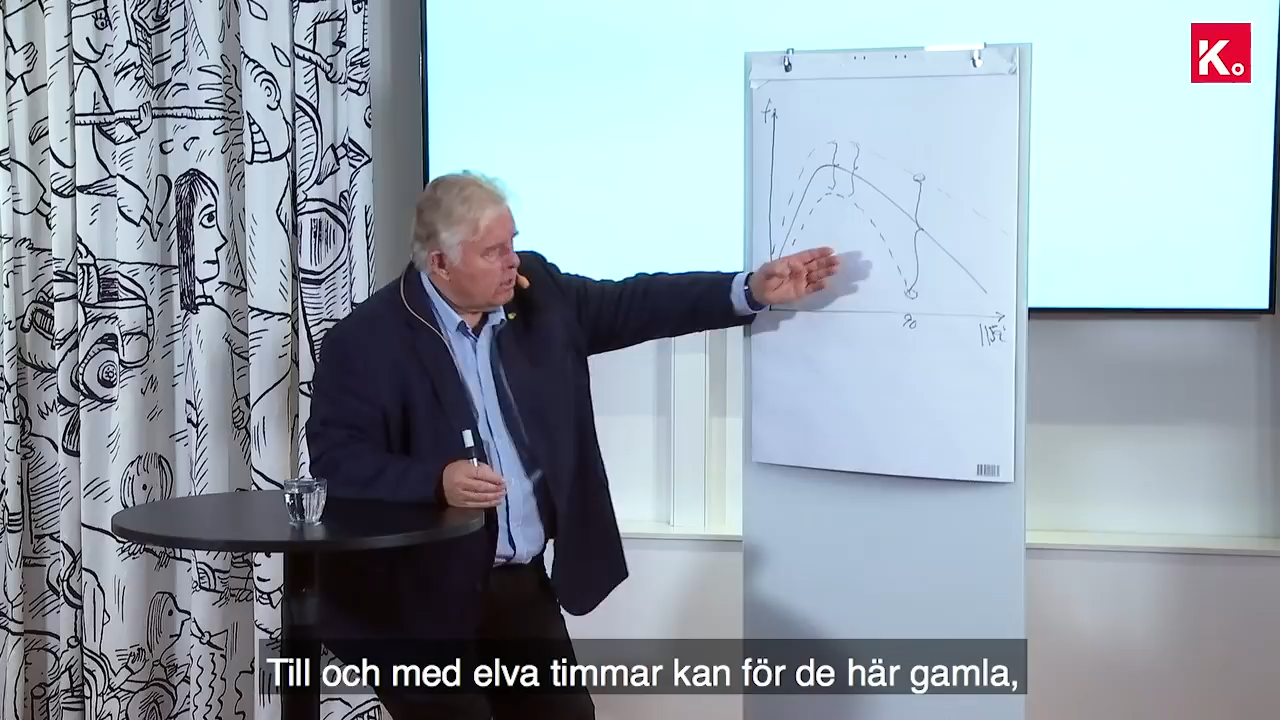 K.
Till och med elva timmar kan för de här gamla,